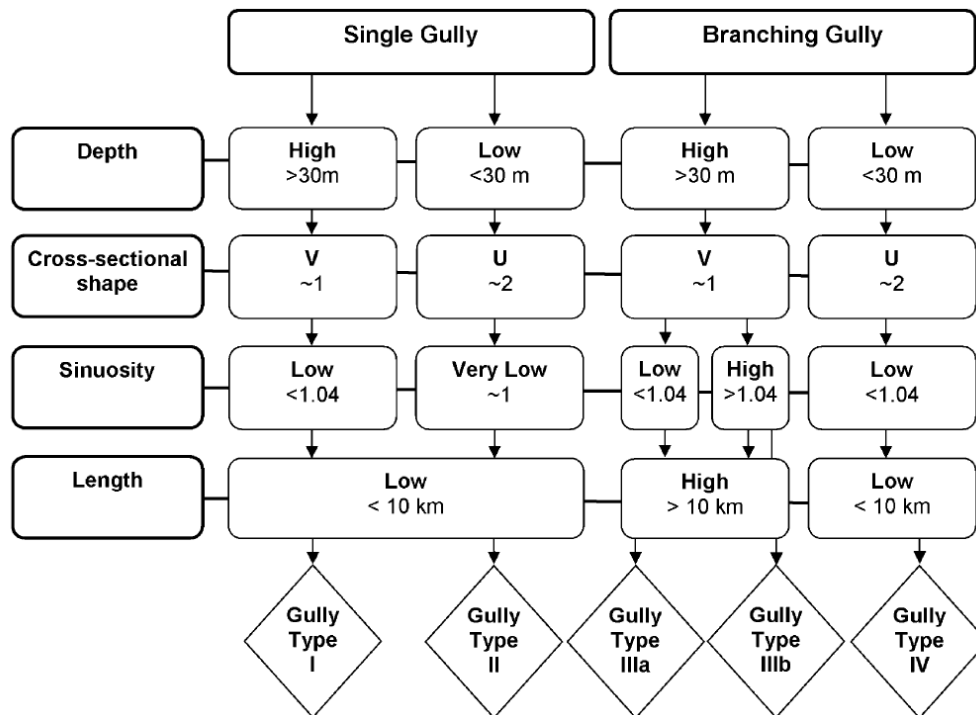 Single Gully
Branching Gully
Depth
High
>30m
Low
<30 m
High
>30 m
Low
<30 m
Cross-sectional
shape
V
~1
U
~2
V
~1
U
~2
Sinuosity
Low
<1.04
Very Low
~1
Low
<1.04
High
>1.04
Low
<1.04
Length
Low
< 10 km
High
> 10 km
Low
< 10 km
Gully
Type
I
Gully
Type
II
Gully
Type
IIIa
Gully
Type
IIIb
Gully
Type
IV